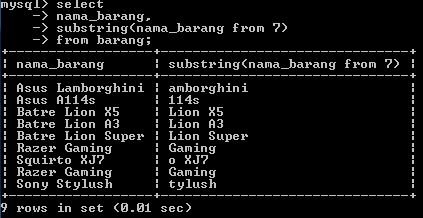 mysql> select
-> nama_barang,
-> substring(nama_barang from 7)
-> from barang;
nama_barang | substring(nama_barang from 7)
Asus Lamborghini | amborghini
Asus A114s | 114s
Batre Lion X5 | Lion X5
Batre Lion A3 | Lion A3
Batre Lion Super | Lion Super
Razer Gaming | Gaming
Squirto XJ7 | o XJ7
Razer Gaming | Gaming
Sony Stylush | tylush
9 rows in set (0.01 sec)